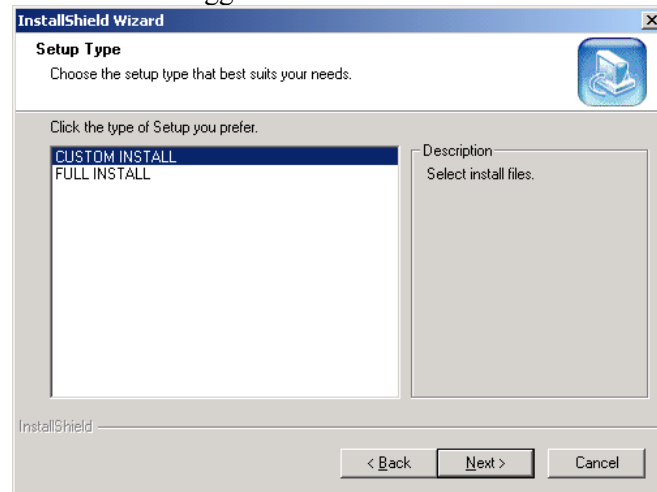 InstallShield Wizard
Setup Type
Choose the setup type that best suits your needs.
Click the type of Setup you prefer.
CUSTOM INSTALL
FULL INSTALL
Description
Select install files.
InstallShield
< Back
Next >
Cancel